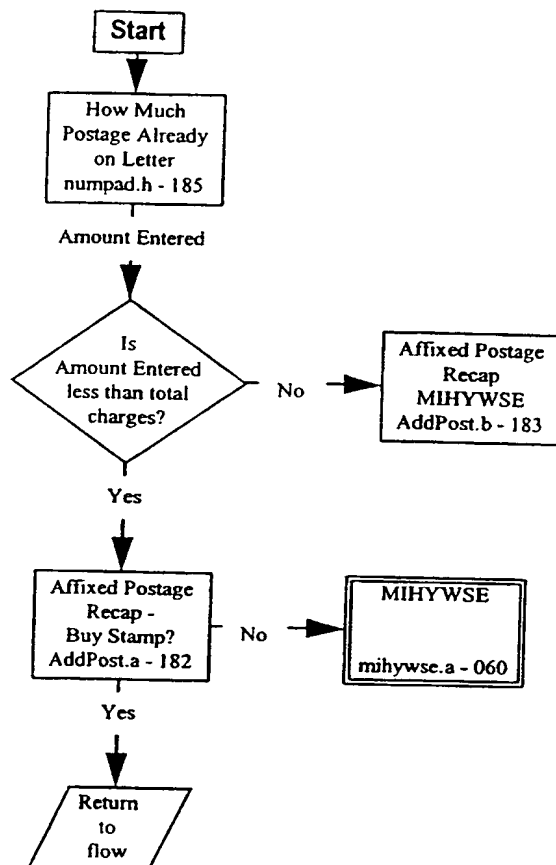 Start
How Much
Postage Already
on Letter
numpad.h - 185
Amount Entered
Is
Amount Entered
less than total
charges?
No
Affixed Postage
Recap
MIHYWSE
AddPost.b - 183
Yes
Affixed Postage
Recap -
Buy Stamp?
AddPost.a - 182
No
MIHYWSE
mihywse.a - 060
Yes
Return
to
flow